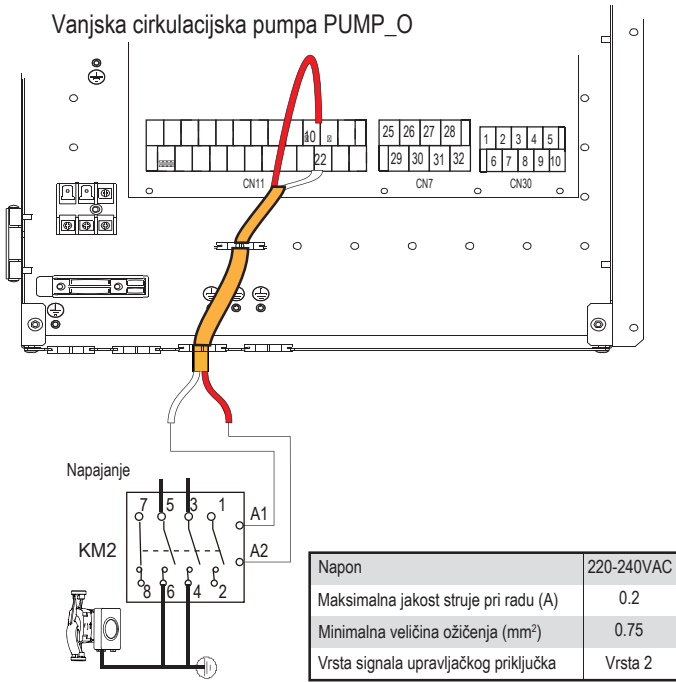 Vanjska cirkulacijska pumpa PUMP_O
10
22
25 26 27 28
29 30 31 32
1 2 3 4 5
6 7 8 9 10
CN11 CN7 CN30
Napajanje
7 5 3 1
A1
KM2
A2
8 6 4 2
Napon 220-240VAC
Maksimalna jakost struje pri radu (A) 0.2
Minimalna veličina ožičenja (mm²) 0.75
Vrsta signala upravljačkog priključka Vrsta 2